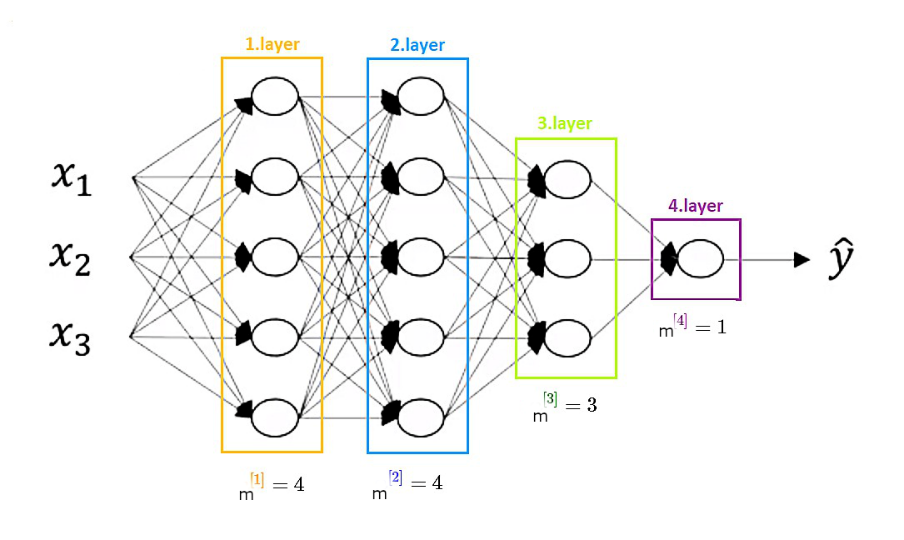 1.layer
2.layer
3.layer
4.layer
x₁
x₂
x₃
ŷ
m[1] = 4
m[2] = 4
m[3] = 3
m[4] = 1